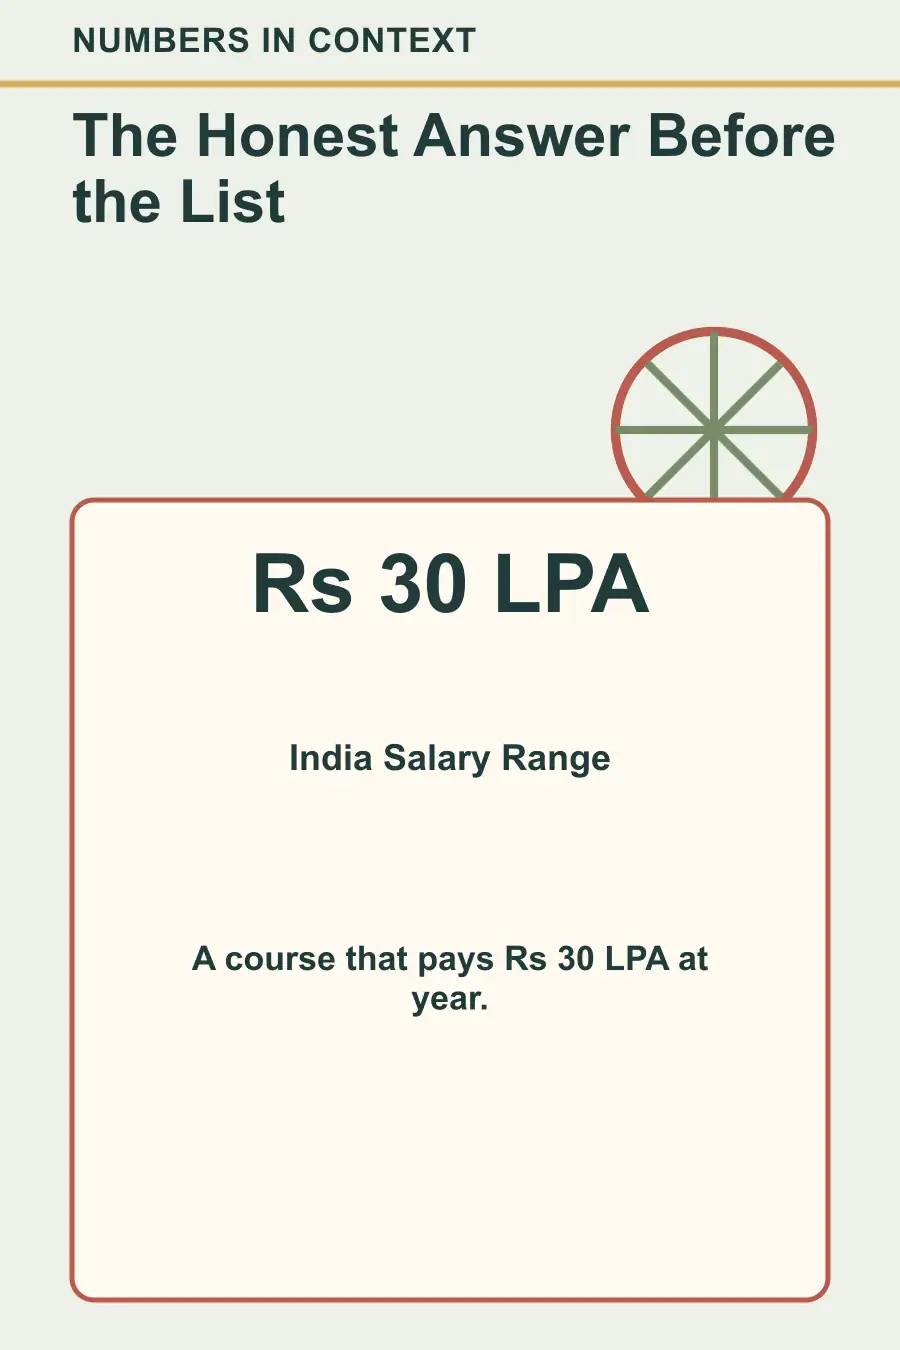 NUMBERS IN CONTEXT
The Honest Answer Before
the List
Rs 30 LPA
India Salary Range
A course that pays Rs 30 LPA at
year.